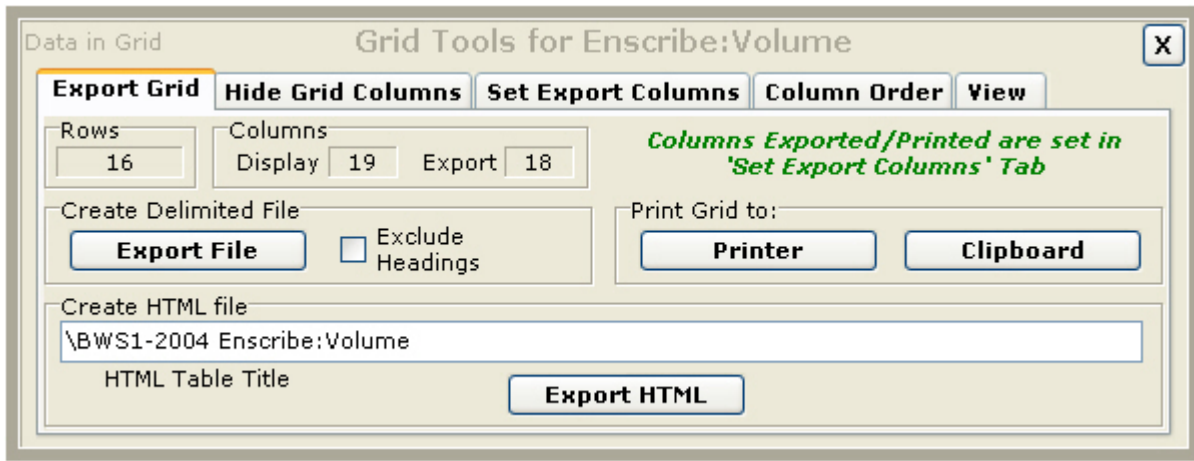 Data in Grid
Grid Tools for Enscribe:Volume
X
Export Grid
Hide Grid Columns
Set Export Columns
Column Order
View
Rows
16
Columns
Display 19 Export 18
Columns Exported/Printed are set in
'Set Export Columns' Tab
Create Delimited File
Export File
Exclude
Headings
Print Grid to:
Printer
Clipboard
Create HTML file
\BWS1-2004 Enscribe:Volume
HTML Table Title
Export HTML